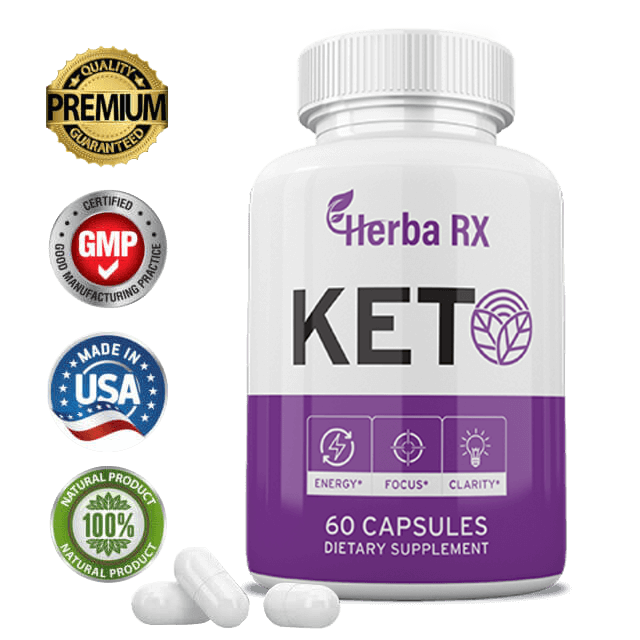 QUALITY
PREMIUM
GUARANTEED
CERTIFIED
GMP
GOOD MANUFACTURING PRACTICE
MADE IN
USA
NATURAL PRODUCT
100%
NATURAL PRODUCT
Herba RX
KETO
ENERGY* FOCUS* CLARITY*
60 CAPSULES
DIETARY SUPPLEMENT